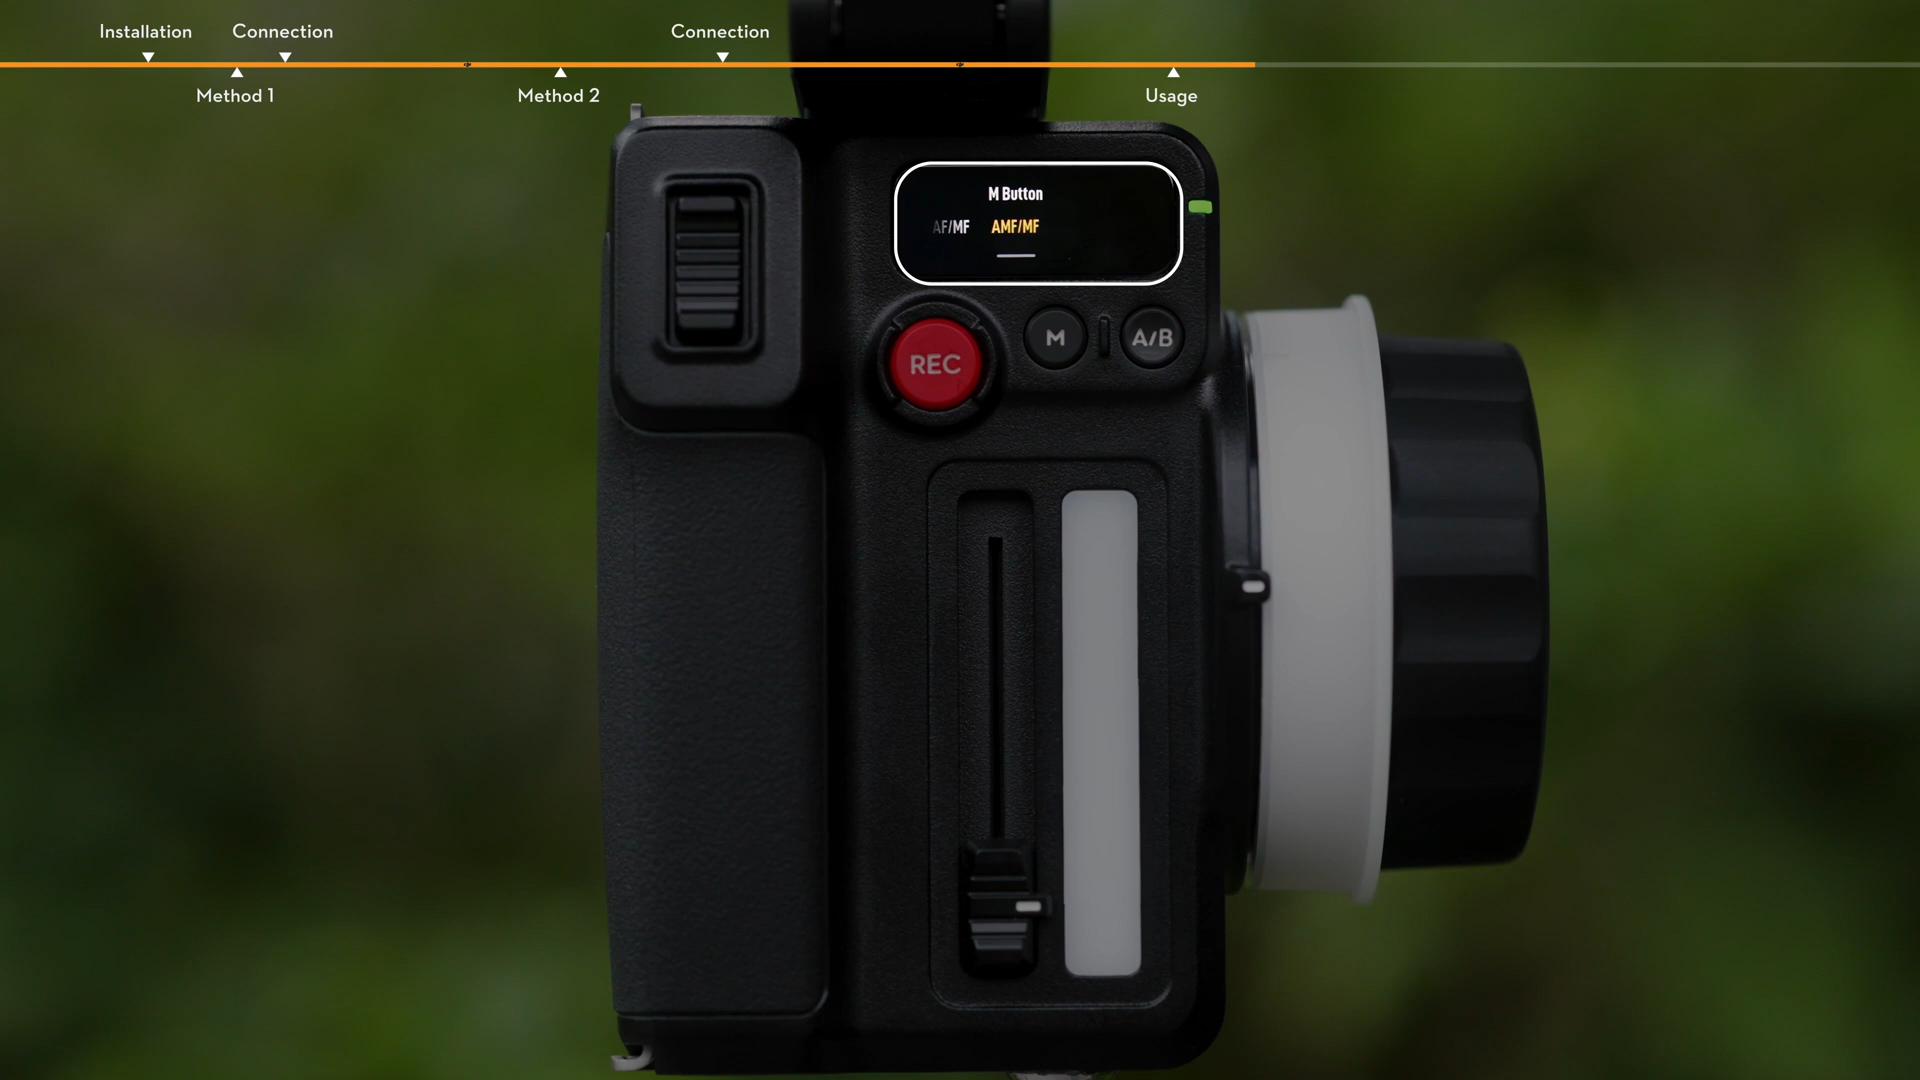 Installation
Connection
Connection
Method 1
Method 2
Usage
M Button
AF/MF
AMF/MF
REC
M
A/B